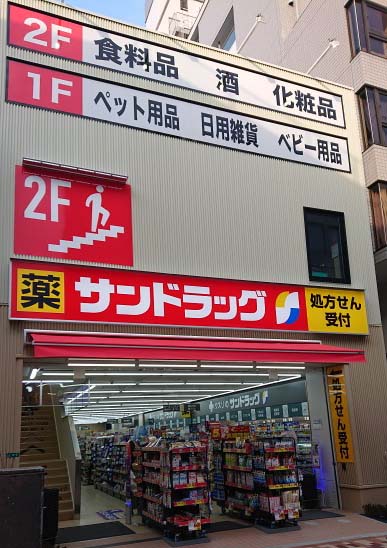 2F 食料品 酒 化粧品
1F ペット用品 日用雑貨 ベビー用品
2F
薬 サンドラッグ 処方せん
受付
サンドラッグ
処方せん受付